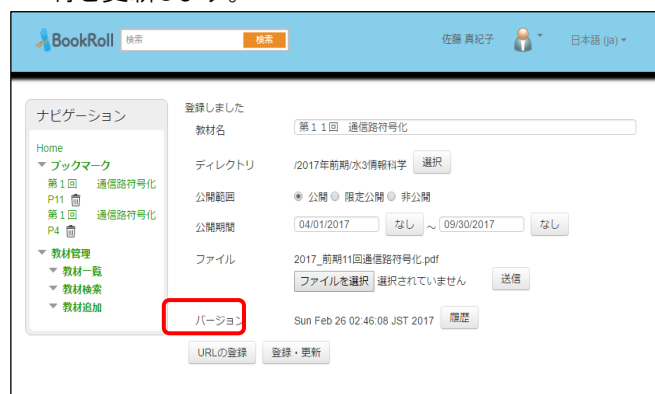 BookRoll 検索 検索 佐藤 真紀子 日本語 (ja)
ナビゲーション
Home
ブックマーク
第１回 通信路符号化
P11
第１回 通信路符号化
P4
教材管理
教材一覧
教材検索
教材追加
登録しました
教材名 第１１回 通信路符号化
ディレクトリ /2017年前期/水3情報科学 選択
公開範囲 公開 限定公開 非公開
公開期間 04/01/2017 なし ～ 09/30/2017 なし
ファイル 2017_前期11回通信路符号化.pdf
ファイルを選択 選択されていません 送信
バージョン Sun Feb 26 02:46:08 JST 2017 履歴
URLの登録 登録・更新